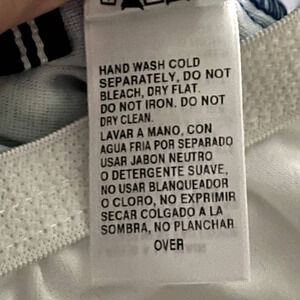 HAND WASH COLD
SEPARATELY, DO NOT
BLEACH, DRY FLAT.
DO NOT IRON. DO NOT
DRY CLEAN.
LAVAR A MANO, CON
AGUA FRIA POR SEPARADO
USAR JABON NEUTRO
O DETERGENTE SUAVE,
NO USAR BLANQUEADOR
O CLORO, NO EXPRIMIR
SECAR COLGADO A LA
SOMBRA, NO PLANCHAR
OVER